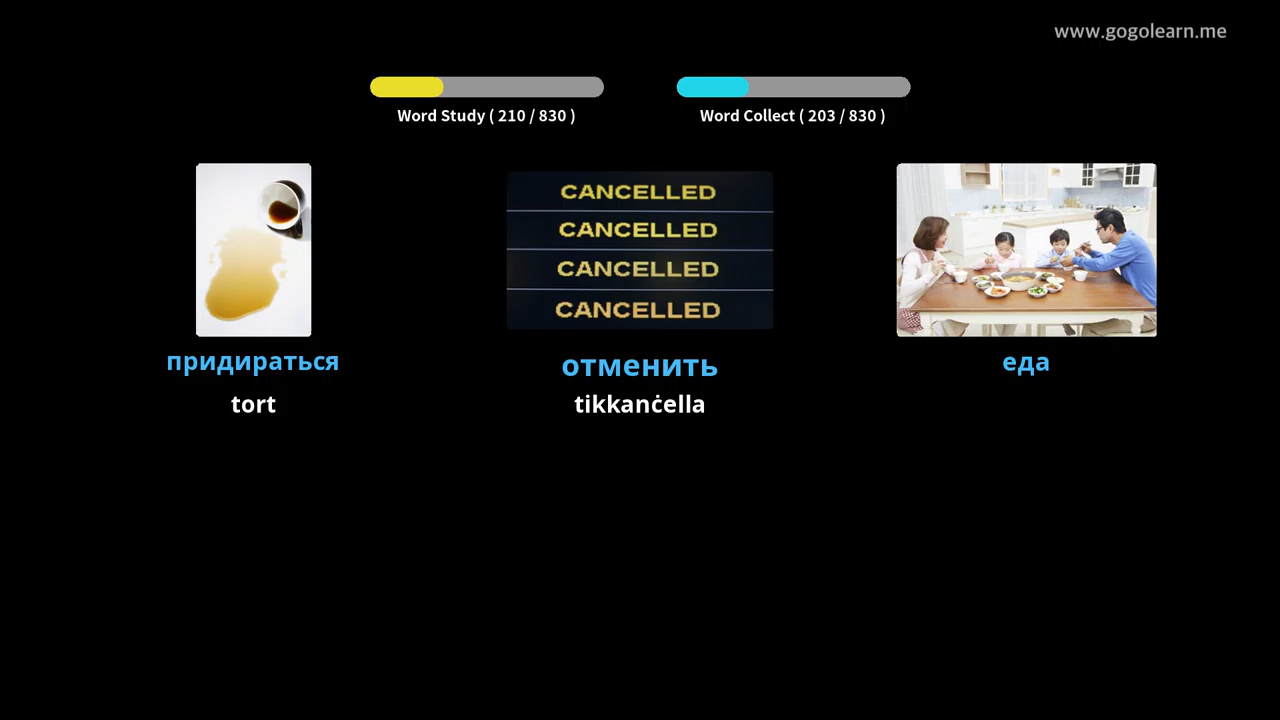 www.gogolearn.me
Word Study ( 210 / 830 )
Word Collect ( 203 / 830 )
CANCELLED
CANCELLED
CANCELLED
CANCELLED
придираться
отменить
еда
tort
tikkanċella